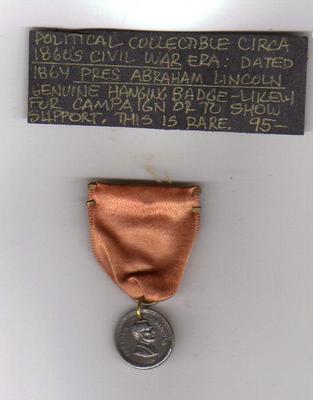 POLITICAL COLLECTIBLE CIRCA
1860'S CIVIL WAR ERA: DATED
1864 PRES ABRAHAM LINCOLN
GENUINE HANGING BADGE-LIKELY
FOR CAMPAIGN OR TO SHOW
SUPPORT. THIS IS RARE. 95-